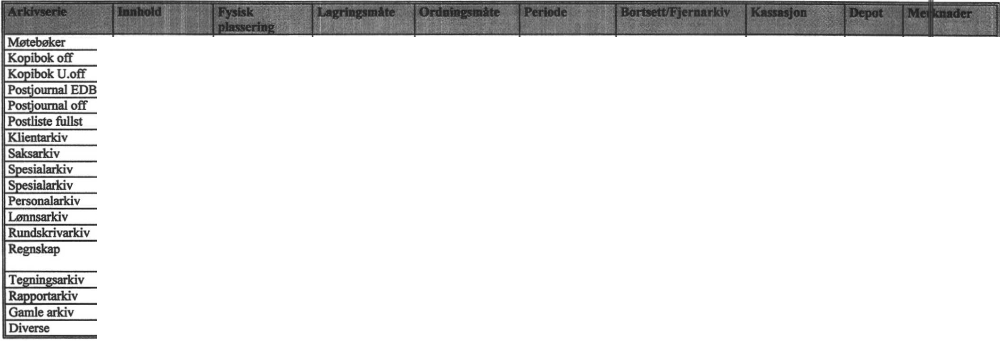 Arkivserie Innhold Fysisk plassering Lagringsmåte Ordningsmåte Periode Bortsett/Fjernarkiv Kassasjon Depot Merknader
Møtebøker
Kopibok off
Kopibok U.off
Postjournal EDB
Postjournal off
Postliste fullst
Klientarkiv
Saksarkiv
Spesialarkiv
Spesialarkiv
Personalarkiv
Lønnsarkiv
Rundskrivarkiv
Regnskap
Tegningsarkiv
Rapportarkiv
Gamle arkiv
Diverse